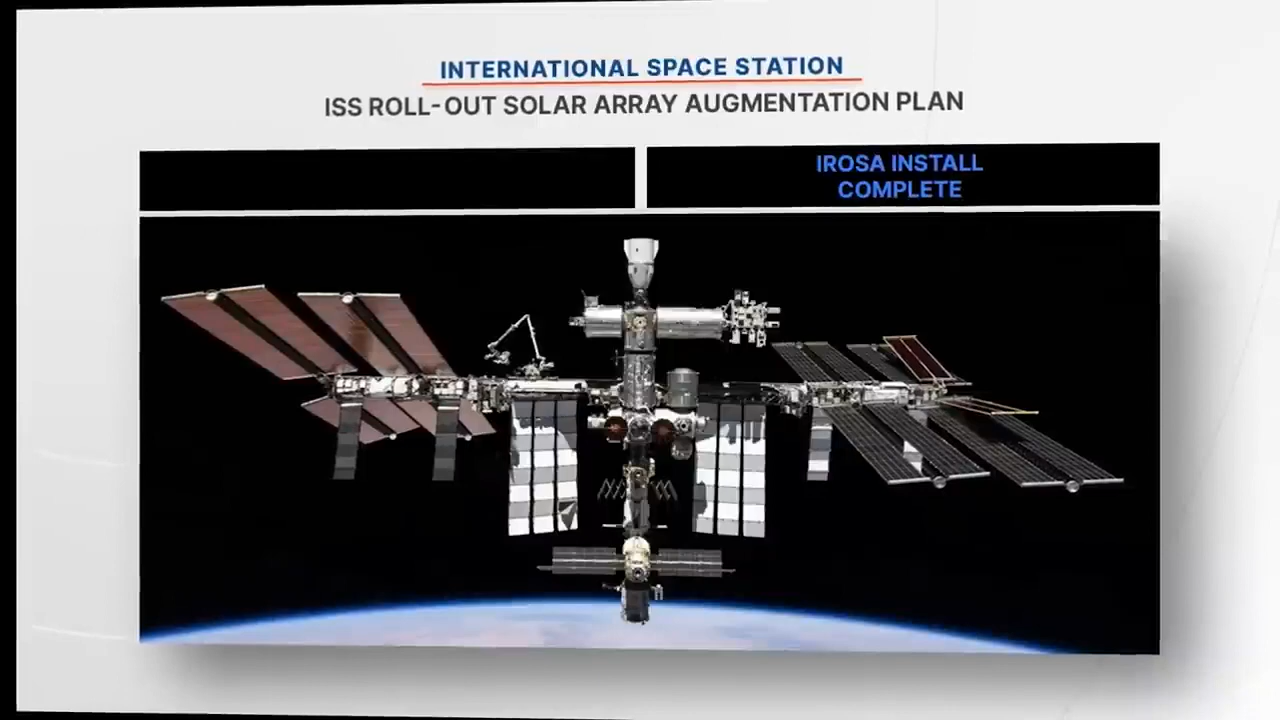 INTERNATIONAL SPACE STATION
ISS ROLL-OUT SOLAR ARRAY AUGMENTATION PLAN
IROSA INSTALL
COMPLETE